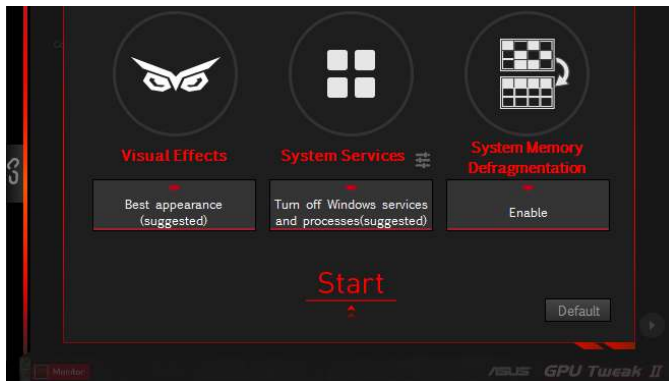 Visual Effects
System Services
System Memory
Defragmentation
Best appearance
(suggested)
Turn off Windows services
and processes(suggested)
Enable
Start
Default
Monitor
ASUS GPU Tweak II